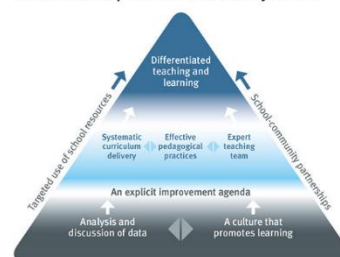 Differentiated
teaching and
learning
Targeted use of school resources
School-community partnerships
Systematic
curriculum
delivery
Effective
pedagogical
practices
Expert
teaching
team
An explicit improvement agenda
Analysis and
discussion of data
A culture that
promotes learning